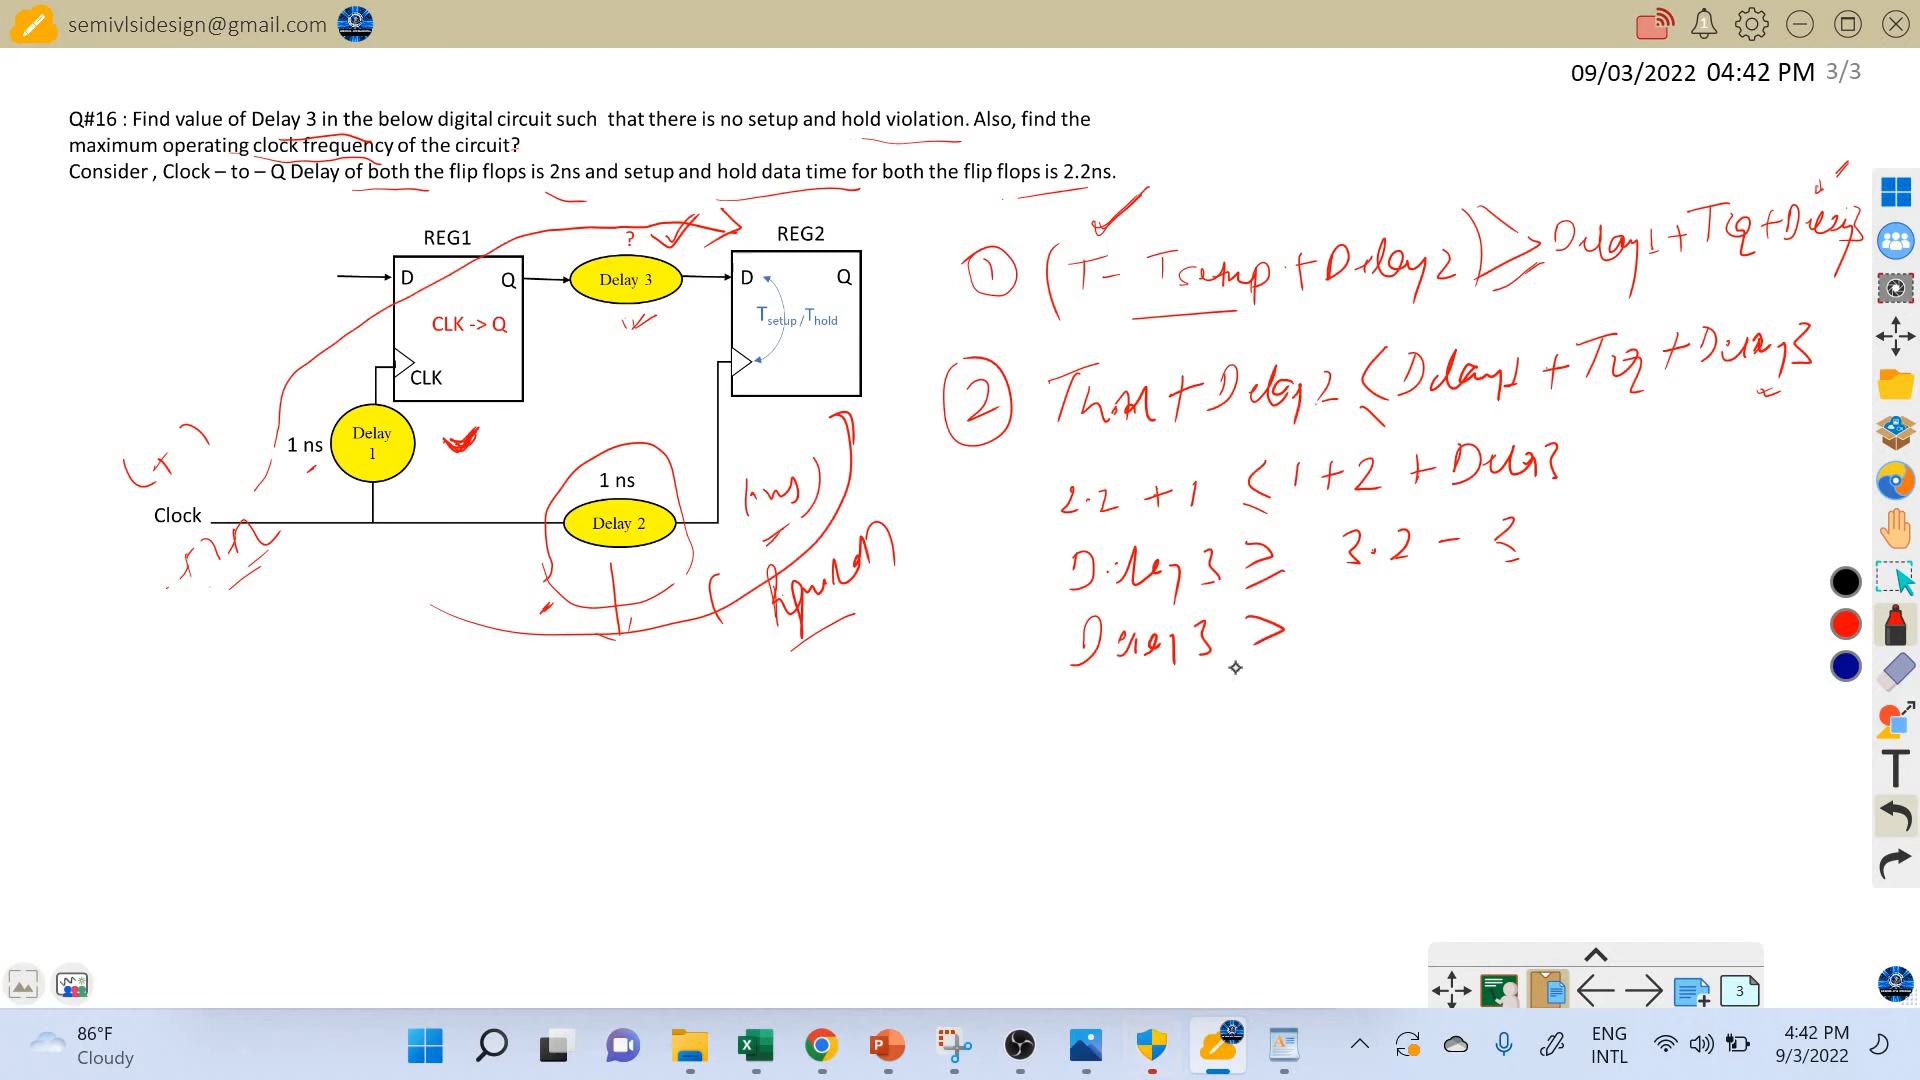 semivlsidesign@gmail.com
1
09/03/2022 04:42 PM 3/3
Q#16 : Find value of Delay 3 in the below digital circuit such that there is no setup and hold violation. Also, find the
maximum operating clock frequency of the circuit?
Consider , Clock – to – Q Delay of both the flip flops is 2ns and setup and hold data time for both the flip flops is 2.2ns.
REG1
?
REG2
D
Q
Delay 3
D
Q
CLK -> Q
Tsetup /Thold
CLK
1 ns
Delay
1
1 ns
Delay 2
Clock
(1ns)
1 (T - Tsetup + Delay2) ≥ Delay1 + Tcq + Delay3
2 Thold + Delay2 < Delay1 + Tcq + Delay3
2.2 + 1 ≤ 1 + 2 + Delay3
Delay3 ≥ 3.2 - 3
Delay3 >
T
3
86°F
Cloudy
ENG
INTL
4:42 PM
9/3/2022